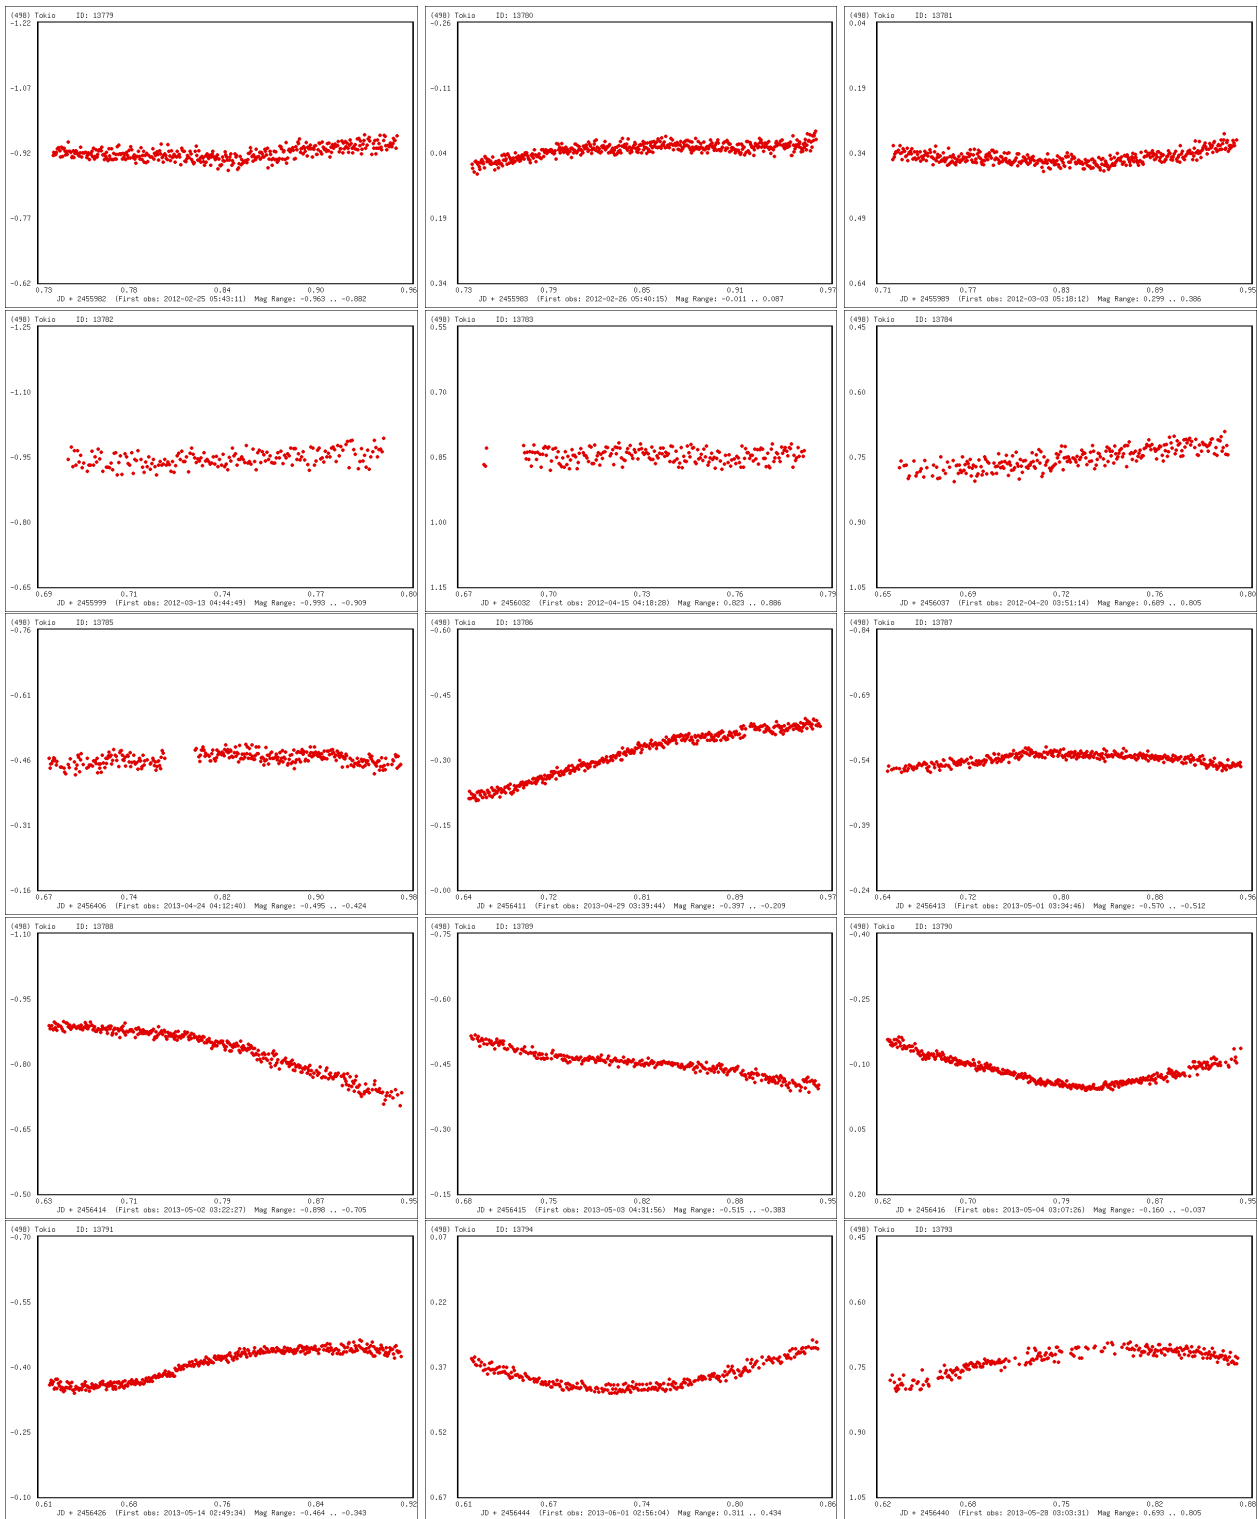 (498) Tokio ID: 13779
-1.22
-1.07
-0.92
-0.77
-0.62
0.73 0.78 0.84 0.90 0.96
JD + 2455982 (First obs: 2012-02-25 05:43:11) Mag Range: -0.963 .. -0.882
(498) Tokio ID: 13780
-0.26
-0.11
0.04
0.19
0.34
0.73 0.79 0.85 0.91 0.97
JD + 2455983 (First obs: 2012-02-26 05:40:15) Mag Range: -0.011 .. 0.087
(498) Tokio ID: 13781
0.04
0.19
0.34
0.49
0.64
0.71 0.77 0.83 0.89 0.95
JD + 2455989 (First obs: 2012-03-03 05:18:12) Mag Range: 0.299 .. 0.386
(498) Tokio ID: 13782
-1.25
-1.10
-0.95
-0.80
-0.65
0.69 0.71 0.74 0.77 0.80
JD + 2455999 (First obs: 2012-03-13 04:44:49) Mag Range: -0.993 .. -0.909
(498) Tokio ID: 13783
0.55
0.70
0.85
1.00
1.15
0.67 0.70 0.73 0.76 0.79
JD + 2456032 (First obs: 2012-04-15 04:18:28) Mag Range: 0.823 .. 0.886
(498) Tokio ID: 13784
0.45
0.60
0.75
0.90
1.05
0.65 0.69 0.72 0.76 0.80
JD + 2456037 (First obs: 2012-04-20 03:51:14) Mag Range: 0.689 .. 0.805
(498) Tokio ID: 13785
-0.76
-0.61
-0.46
-0.31
-0.16
0.67 0.74 0.82 0.90 0.98
JD + 2456406 (First obs: 2013-04-24 04:12:40) Mag Range: -0.495 .. -0.424
(498) Tokio ID: 13786
-0.60
-0.45
-0.30
-0.15
-0.00
0.64 0.72 0.81 0.89 0.97
JD + 2456411 (First obs: 2013-04-29 03:39:44) Mag Range: -0.397 .. -0.209
(498) Tokio ID: 13787
-0.84
-0.69
-0.54
-0.39
-0.24
0.64 0.72 0.80 0.88 0.96
JD + 2456413 (First obs: 2013-05-01 03:34:46) Mag Range: -0.570 .. -0.512
(498) Tokio ID: 13788
-1.10
-0.95
-0.80
-0.65
-0.50
0.63 0.71 0.79 0.87 0.95
JD + 2456414 (First obs: 2013-05-02 03:22:27) Mag Range: -0.898 .. -0.705
(498) Tokio ID: 13789
-0.75
-0.60
-0.45
-0.30
-0.15
0.68 0.75 0.82 0.88 0.95
JD + 2456415 (First obs: 2013-05-03 04:31:56) Mag Range: -0.515 .. -0.383
(498) Tokio ID: 13790
-0.40
-0.25
-0.10
0.05
0.20
0.62 0.70 0.79 0.87 0.95
JD + 2456416 (First obs: 2013-05-04 03:07:26) Mag Range: -0.160 .. -0.037
(498) Tokio ID: 13791
-0.70
-0.55
-0.40
-0.25
-0.10
0.61 0.68 0.76 0.84 0.92
JD + 2456426 (First obs: 2013-05-14 02:49:34) Mag Range: -0.464 .. -0.343
(498) Tokio ID: 13794
0.07
0.22
0.37
0.52
0.67
0.61 0.67 0.74 0.80 0.86
JD + 2456444 (First obs: 2013-06-01 02:56:04) Mag Range: 0.311 .. 0.434
(498) Tokio ID: 13793
0.45
0.60
0.75
0.90
1.05
0.62 0.68 0.75 0.82 0.88
JD + 2456440 (First obs: 2013-05-28 03:03:31) Mag Range: 0.693 .. 0.805